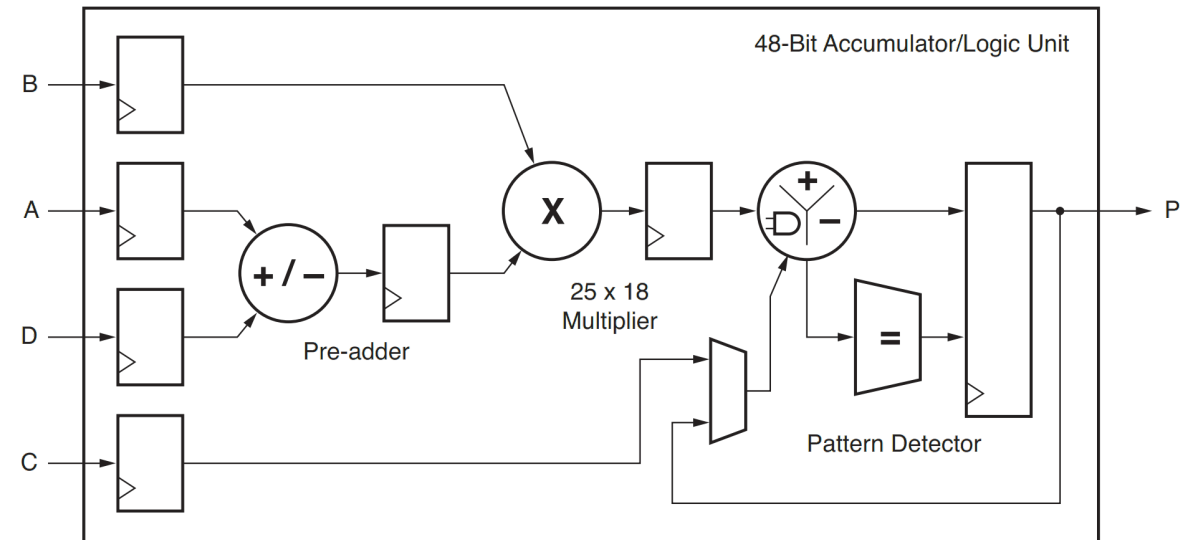 48-Bit Accumulator/Logic Unit
B
A
X
+
–
P
+ / –
25 x 18
Multiplier
D
Pre-adder
=
Pattern Detector
C